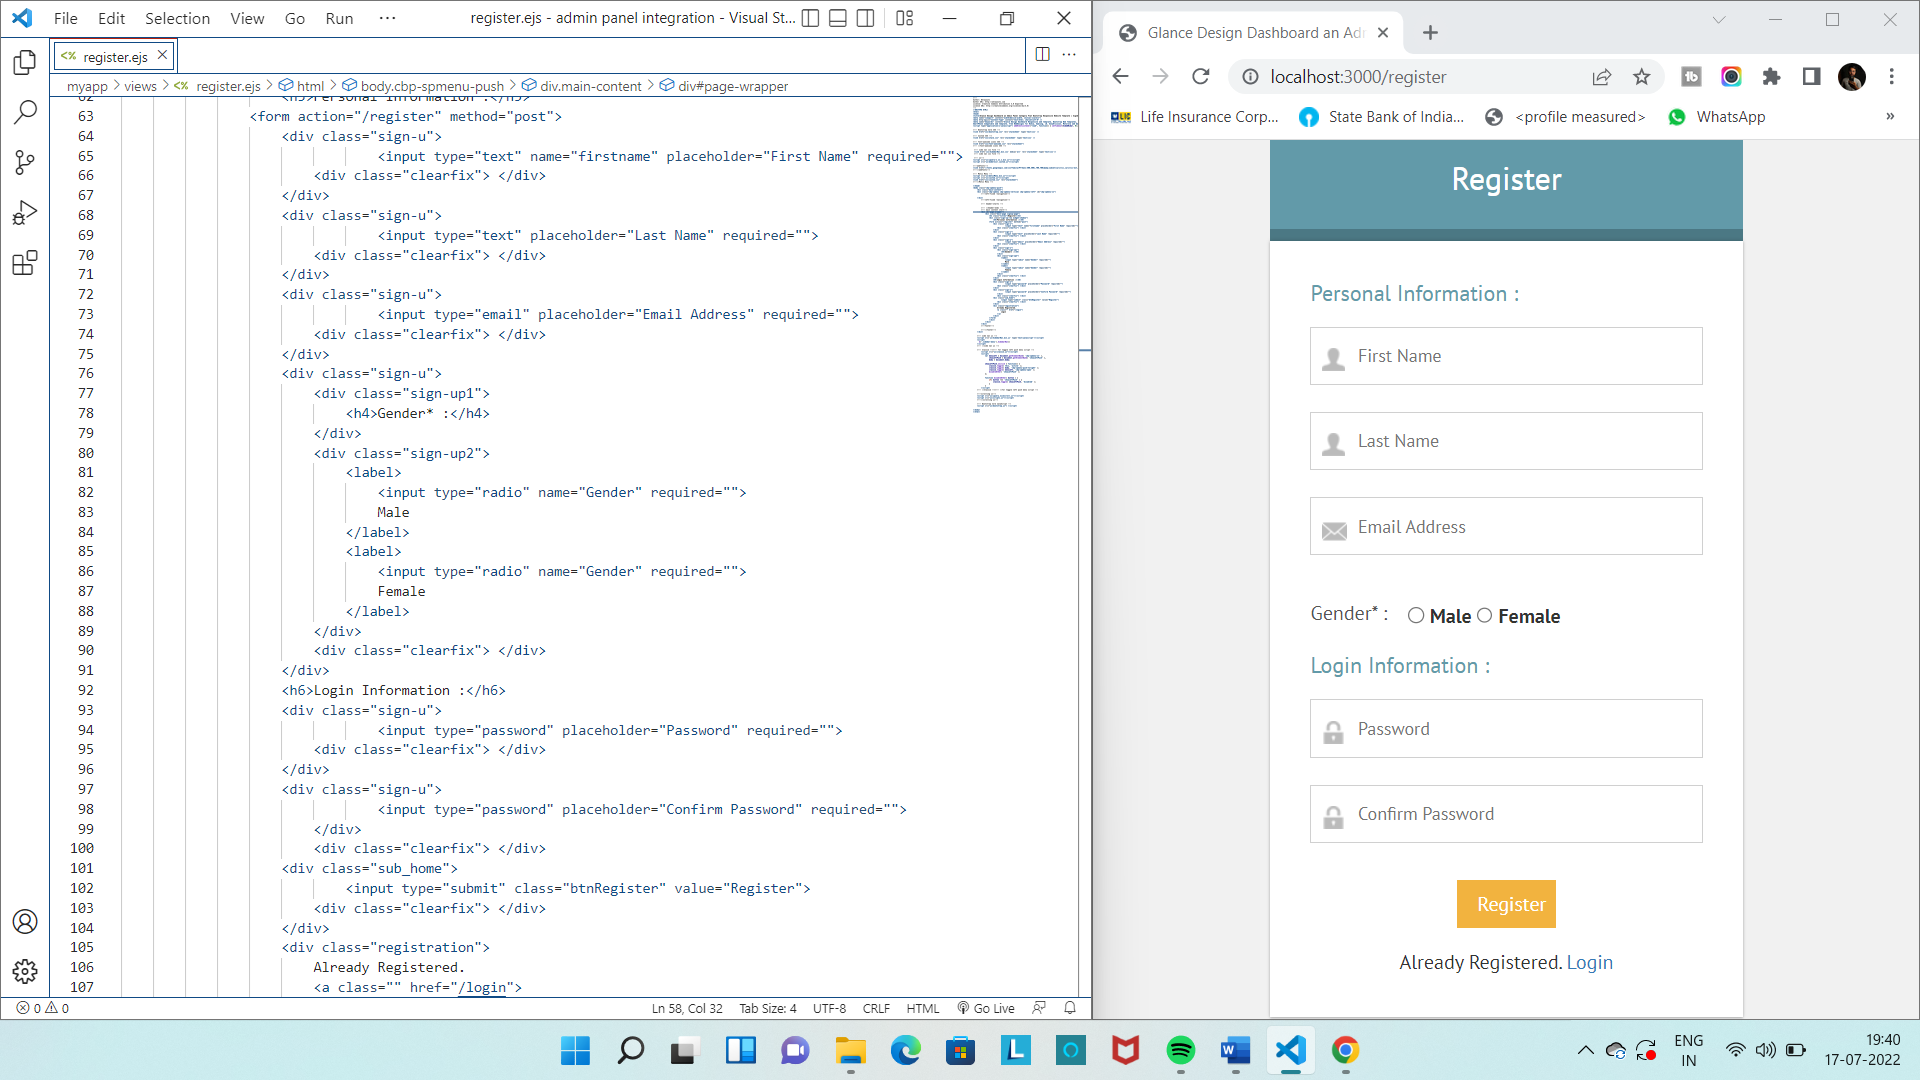 File Edit Selection View Go Run ··· register.ejs - admin panel integration - Visual St...
<% register.ejs
myapp > views > <% register.ejs > html > body.cbp-spmenu-push > div.main-content > div#page-wrapper
62 <h5>Personal Information :</h5>
63 <form action="/register" method="post">
64 <div class="sign-u">
65 <input type="text" name="firstname" placeholder="First Name" required="">
66 <div class="clearfix"> </div>
67 </div>
68 <div class="sign-u">
69 <input type="text" placeholder="Last Name" required="">
70 <div class="clearfix"> </div>
71 </div>
72 <div class="sign-u">
73 <input type="email" placeholder="Email Address" required="">
74 <div class="clearfix"> </div>
75 </div>
76 <div class="sign-u">
77 <div class="sign-up1">
78 <h4>Gender* :</h4>
79 </div>
80 <div class="sign-up2">
81 <label>
82 <input type="radio" name="Gender" required="">
83 Male
84 </label>
85 <label>
86 <input type="radio" name="Gender" required="">
87 Female
88 </label>
89 </div>
90 <div class="clearfix"> </div>
91 </div>
92 <h6>Login Information :</h6>
93 <div class="sign-u">
94 <input type="password" placeholder="Password" required="">
95 <div class="clearfix"> </div>
96 </div>
97 <div class="sign-u">
98 <input type="password" placeholder="Confirm Password" required="">
99 </div>
100 <div class="clearfix"> </div>
101 <div class="sub_home">
102 <input type="submit" class="btnRegister" value="Register">
103 <div class="clearfix"> </div>
104 </div>
105 <div class="registration">
106 Already Registered.
107 <a class="" href="/login">
0 0 Ln 58, Col 32 Tab Size: 4 UTF-8 CRLF HTML Go Live
Glance Design Dashboard an Adr
localhost:3000/register
LIC Life Insurance Corp... State Bank of India... <profile measured> WhatsApp »
Register
Personal Information :
First Name
Last Name
Email Address
Gender* : Male Female
Login Information :
Password
Confirm Password
Register
Already Registered. Login
ENG
IN
19:40
17-07-2022